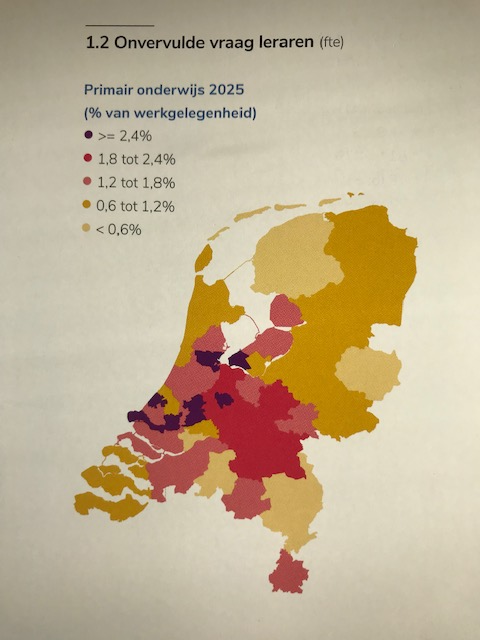 1.2 Onvervulde vraag leraren (fte)
Primair onderwijs 2025
(% van werkgelegenheid)
>= 2,4%
1,8 tot 2,4%
1,2 tot 1,8%
0,6 tot 1,2%
< 0,6%